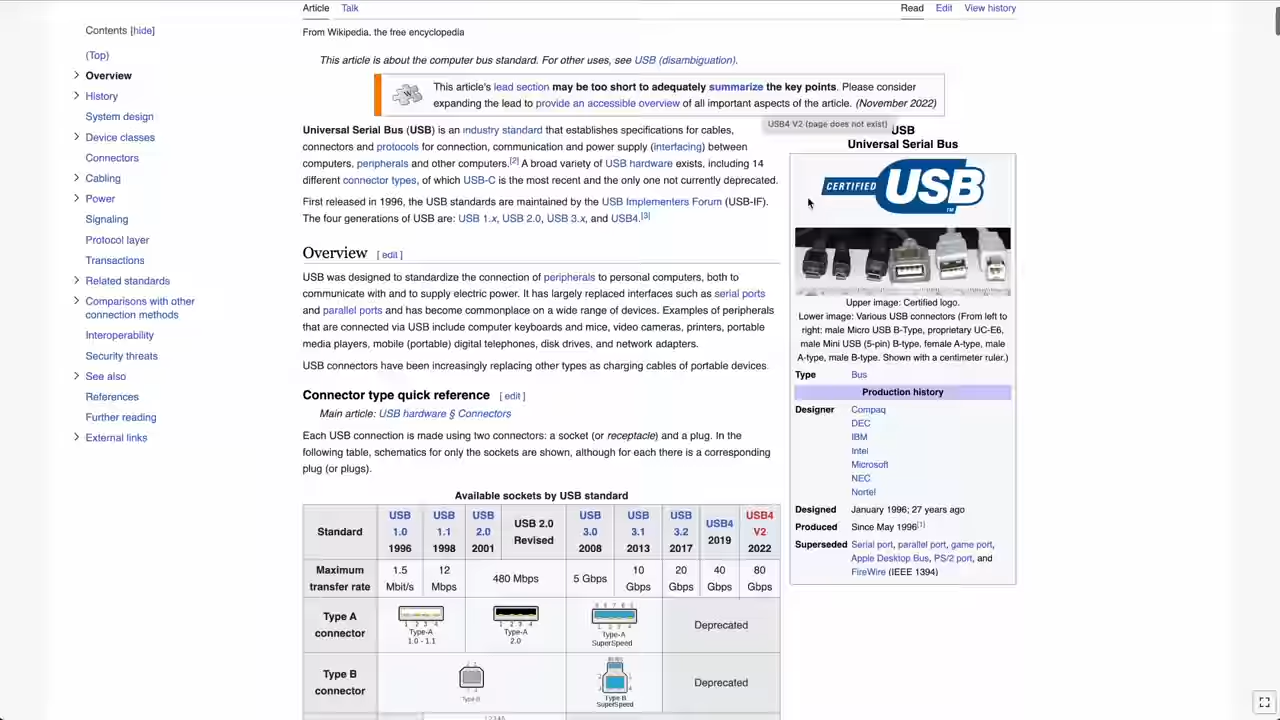 Article Talk Read Edit View history
Contents [hide]
(Top)
Overview
History
System design
Device classes
Connectors
Cabling
Power
Signaling
Protocol layer
Transactions
Related standards
Comparisons with other
connection methods
Interoperability
Security threats
See also
References
Further reading
External links
From Wikipedia, the free encyclopedia
This article is about the computer bus standard. For other uses, see USB (disambiguation).
This article's lead section may be too short to adequately summarize the key points. Please consider
expanding the lead to provide an accessible overview of all important aspects of the article. (November 2022)
USB4 V2 (page does not exist)
Universal Serial Bus (USB) is an industry standard that establishes specifications for cables,
connectors and protocols for connection, communication and power supply (interfacing) between
computers, peripherals and other computers.[2] A broad variety of USB hardware exists, including 14
different connector types, of which USB-C is the most recent and the only one not currently deprecated.
First released in 1996, the USB standards are maintained by the USB Implementers Forum (USB-IF).
The four generations of USB are: USB 1.x, USB 2.0, USB 3.x, and USB4.[3]
Overview [ edit ]
USB was designed to standardize the connection of peripherals to personal computers, both to
communicate with and to supply electric power. It has largely replaced interfaces such as serial ports
and parallel ports and has become commonplace on a wide range of devices. Examples of peripherals
that are connected via USB include computer keyboards and mice, video cameras, printers, portable
media players, mobile (portable) digital telephones, disk drives, and network adapters.
USB connectors have been increasingly replacing other types as charging cables of portable devices
Connector type quick reference [ edit ]
Main article: USB hardware § Connectors
Each USB connection is made using two connectors: a socket (or receptacle) and a plug. In the
following table, schematics for only the sockets are shown, although for each there is a corresponding
plug (or plugs).
Available sockets by USB standard
Standard USB 1.0 1996 USB 1.1 1998 USB 2.0 2001 USB 2.0 Revised USB 3.0 2008 USB 3.1 2013 USB 3.2 2017 USB4 2019 USB4 V2 2022
Maximum transfer rate 1.5 Mbit/s 12 Mbps 480 Mbps 5 Gbps 10 Gbps 20 Gbps 40 Gbps 80 Gbps
Type A connector Type-A 1.0 - 1.1 Type-A 2.0 Type-A SuperSpeed Deprecated
Type B connector Type B Type B SuperSpeed Deprecated
USB
Universal Serial Bus
CERTIFIED USB TM
Upper image: Certified logo.
Lower image: Various USB connectors (From left to
right: male Micro USB B-Type, proprietary UC-E6,
male Mini USB (5-pin) B-type, female A-type, male
A-type, male B-type. Shown with a centimeter ruler.)
Type Bus
Production history
Designer Compaq
DEC
IBM
Intel
Microsoft
NEC
Nortel
Designed January 1996; 27 years ago
Produced Since May 1996[1]
Superseded Serial port, parallel port, game port,
Apple Desktop Bus, PS/2 port, and
FireWire (IEEE 1394)